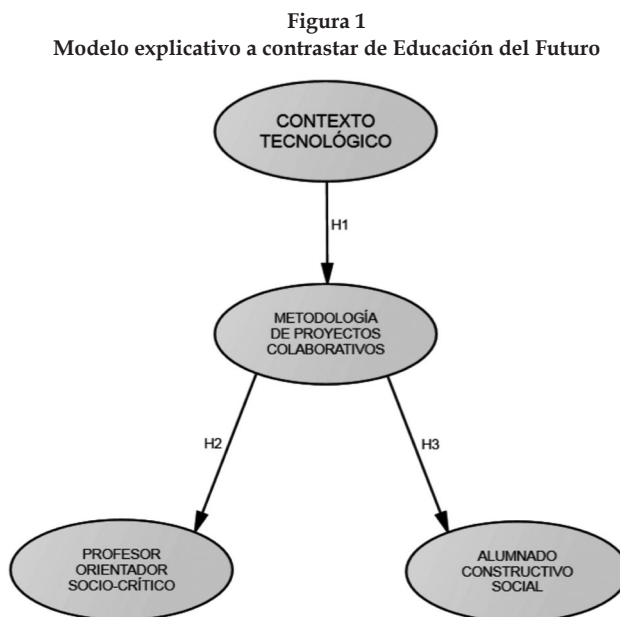 Figura 1
Modelo explicativo a contrastar de Educación del Futuro
CONTEXTO
TECNOLÓGICO
H1
METODOLOGÍA
DE PROYECTOS
COLABORATIVOS
H2
H3
PROFESOR
ORIENTADOR
SOCIO-CRÍTICO
ALUMNADO
CONSTRUCTIVO
SOCIAL